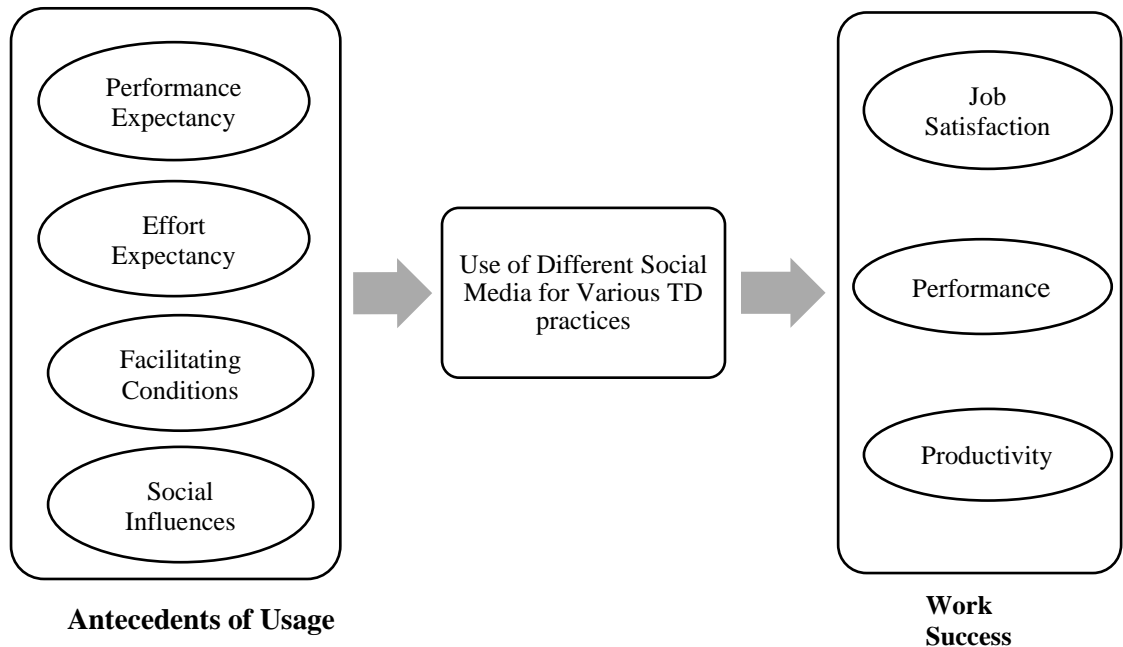 Performance
Expectancy
Effort
Expectancy
Facilitating
Conditions
Social
Influences
Antecedents of Usage
Use of Different Social
Media for Various TD
practices
Job
Satisfaction
Performance
Productivity
Work
Success